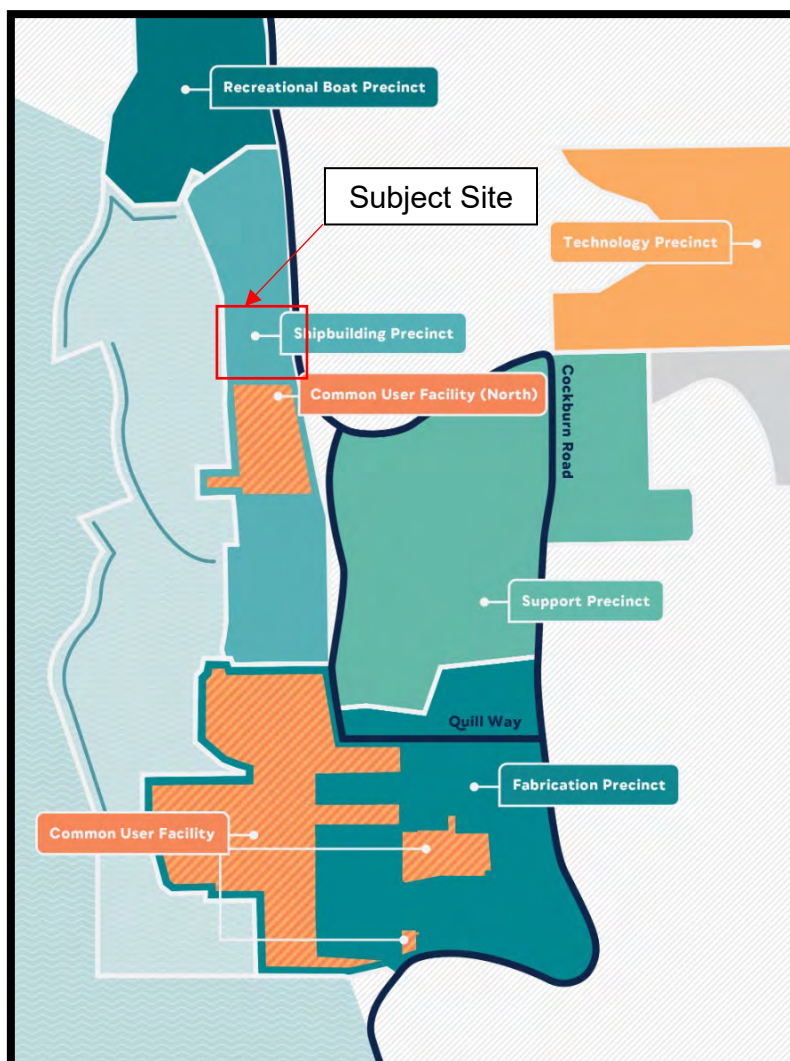 Recreational Boat Precinct
Subject Site
Technology Precinct
Shipbuilding Precinct
Common User Facility (North)
Cockburn Road
Support Precinct
Quill Way
Fabrication Precinct
Common User Facility